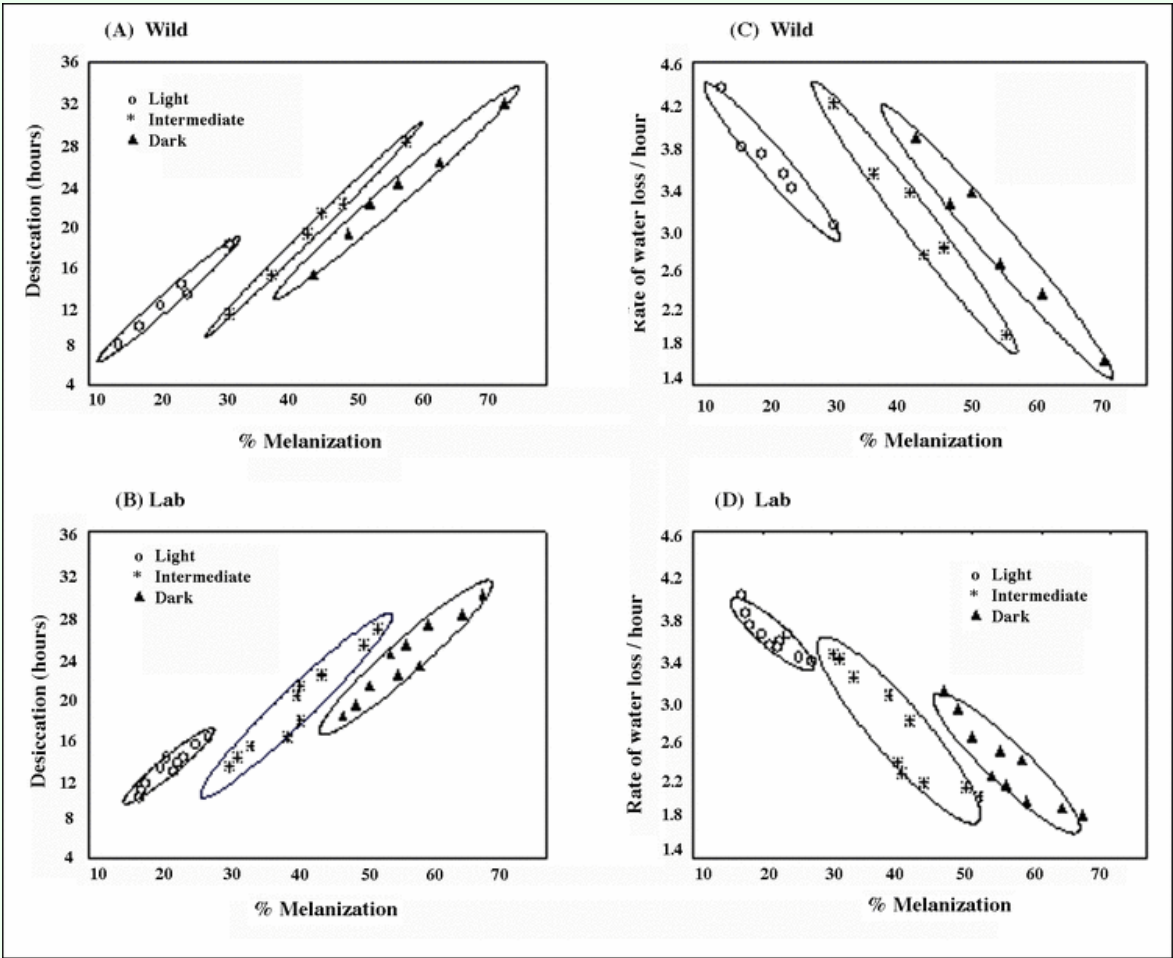 (A) Wild
Desiccation (hours)
36
32
28
24
20
16
12
8
4
Light
Intermediate
Dark
10 20 30 40 50 60 70
% Melanization
(C) Wild
Rate of water loss / hour
4.6
4.2
3.8
3.4
3.0
2.6
2.2
1.8
1.4
10 20 30 40 50 60 70
% Melanization
(B) Lab
Desiccation (hours)
36
32
28
24
20
16
12
8
4
Light
Intermediate
Dark
10 20 30 40 50 60 70
% Melanization
(D) Lab
Rate of water loss / hour
4.6
4.2
3.8
3.4
3.0
2.6
2.2
1.8
1.4
Light
Intermediate
Dark
10 20 30 40 50 60 70
% Melanization